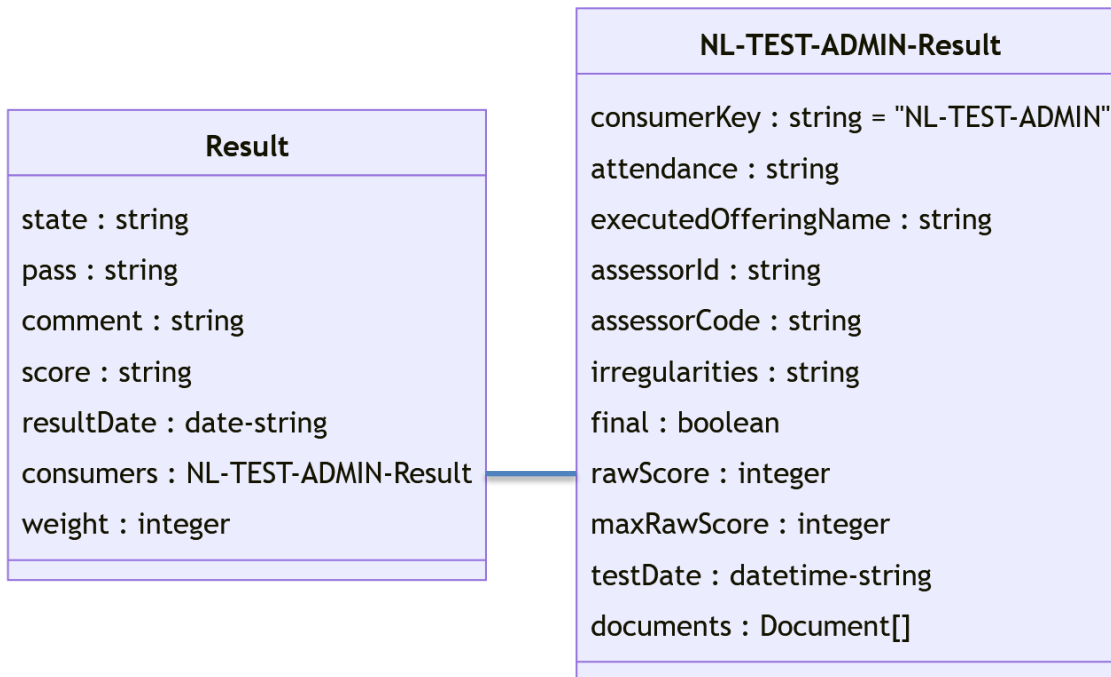 Result
state : string
pass : string
comment : string
score : string
resultDate : date-string
consumers : NL-TEST-ADMIN-Result
weight : integer
NL-TEST-ADMIN-Result
consumerKey : string = "NL-TEST-ADMIN"
attendance : string
executedOfferingName : string
assessorId : string
assessorCode : string
irregularities : string
final : boolean
rawScore : integer
maxRawScore : integer
testDate : datetime-string
documents : Document[]